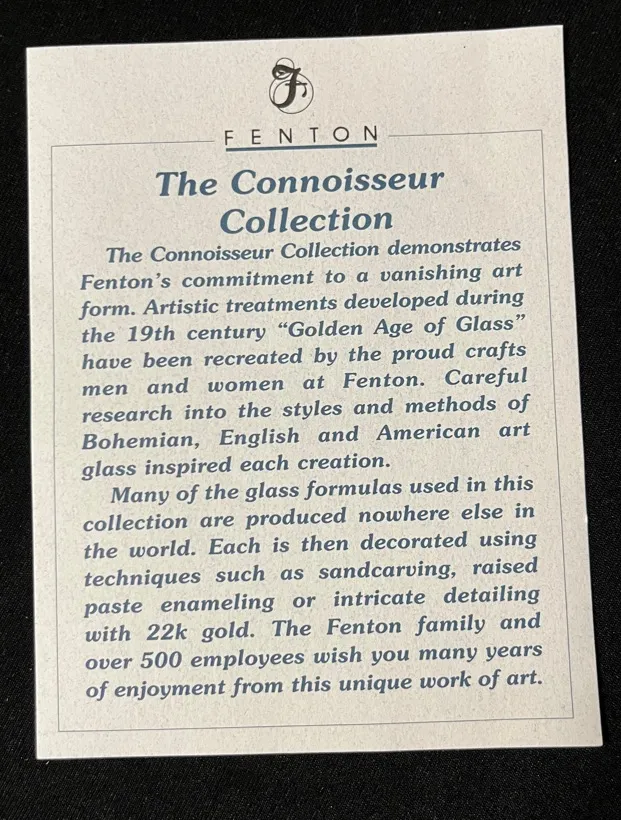 F
FENTON
The Connoisseur
Collection
The Connoisseur Collection demonstrates
Fenton's commitment to a vanishing art
form. Artistic treatments developed during
the 19th century “Golden Age of Glass”
have been recreated by the proud crafts
men and women at Fenton. Careful
research into the styles and methods of
Bohemian, English and American art
glass inspired each creation.
Many of the glass formulas used in this
collection are produced nowhere else in
the world. Each is then decorated using
techniques such as sandcarving, raised
paste enameling or intricate detailing
with 22k gold. The Fenton family and
over 500 employees wish you many years
of enjoyment from this unique work of art.